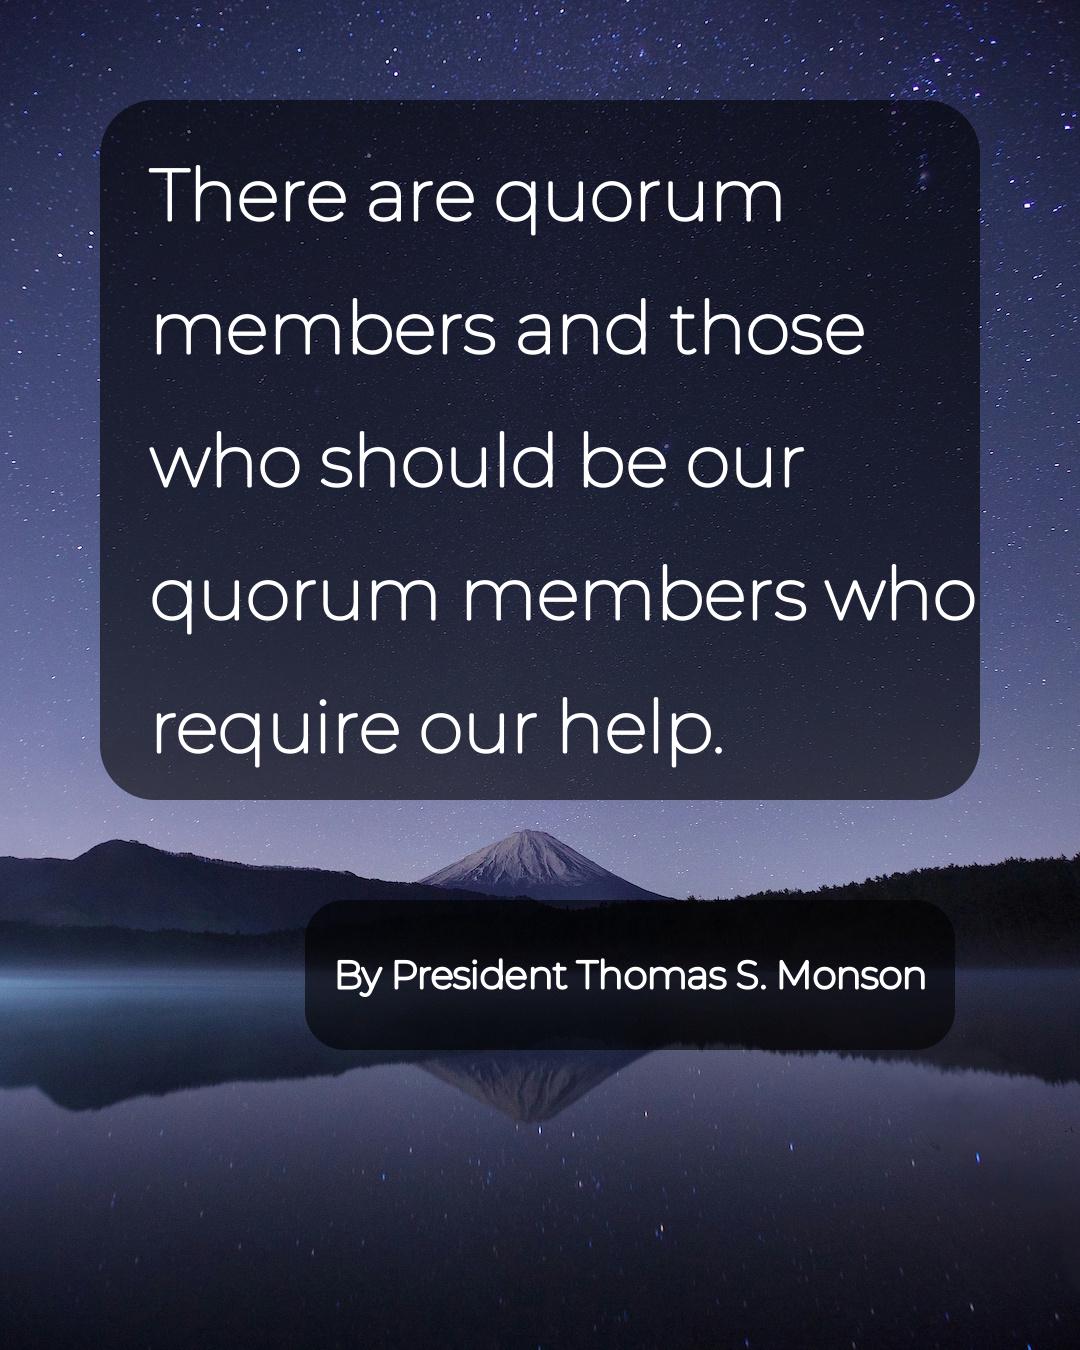 There are quorum
members and those
who should be our
quorum members who
require our help.
By President Thomas S. Monson